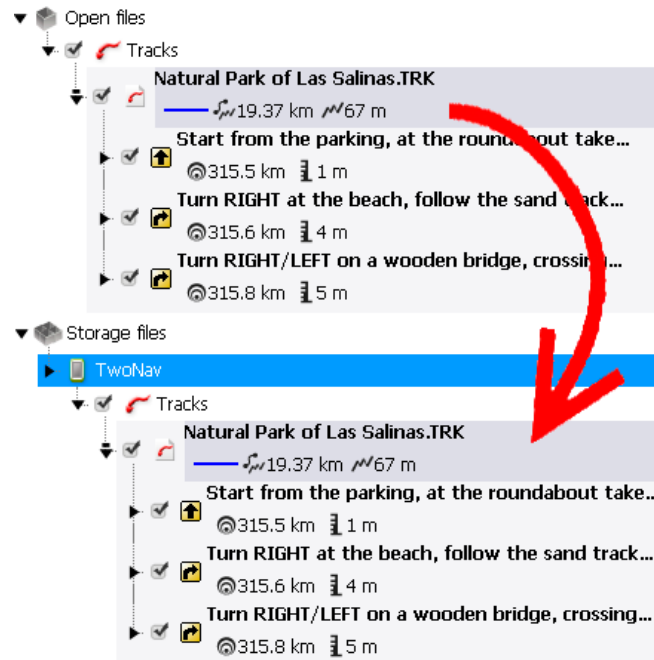 Open files
Tracks
Natural Park of Las Salinas.TRK
19.37 km 67 m
Start from the parking, at the roundabout take...
315.5 km 1 m
Turn RIGHT at the beach, follow the sand track...
315.6 km 4 m
Turn RIGHT/LEFT on a wooden bridge, crossing...
315.8 km 5 m
Storage files
TwoNav
Tracks
Natural Park of Las Salinas.TRK
19.37 km 67 m
Start from the parking, at the roundabout take..
315.5 km 1 m
Turn RIGHT at the beach, follow the sand track...
315.6 km 4 m
Turn RIGHT/LEFT on a wooden bridge, crossing...
315.8 km 5 m